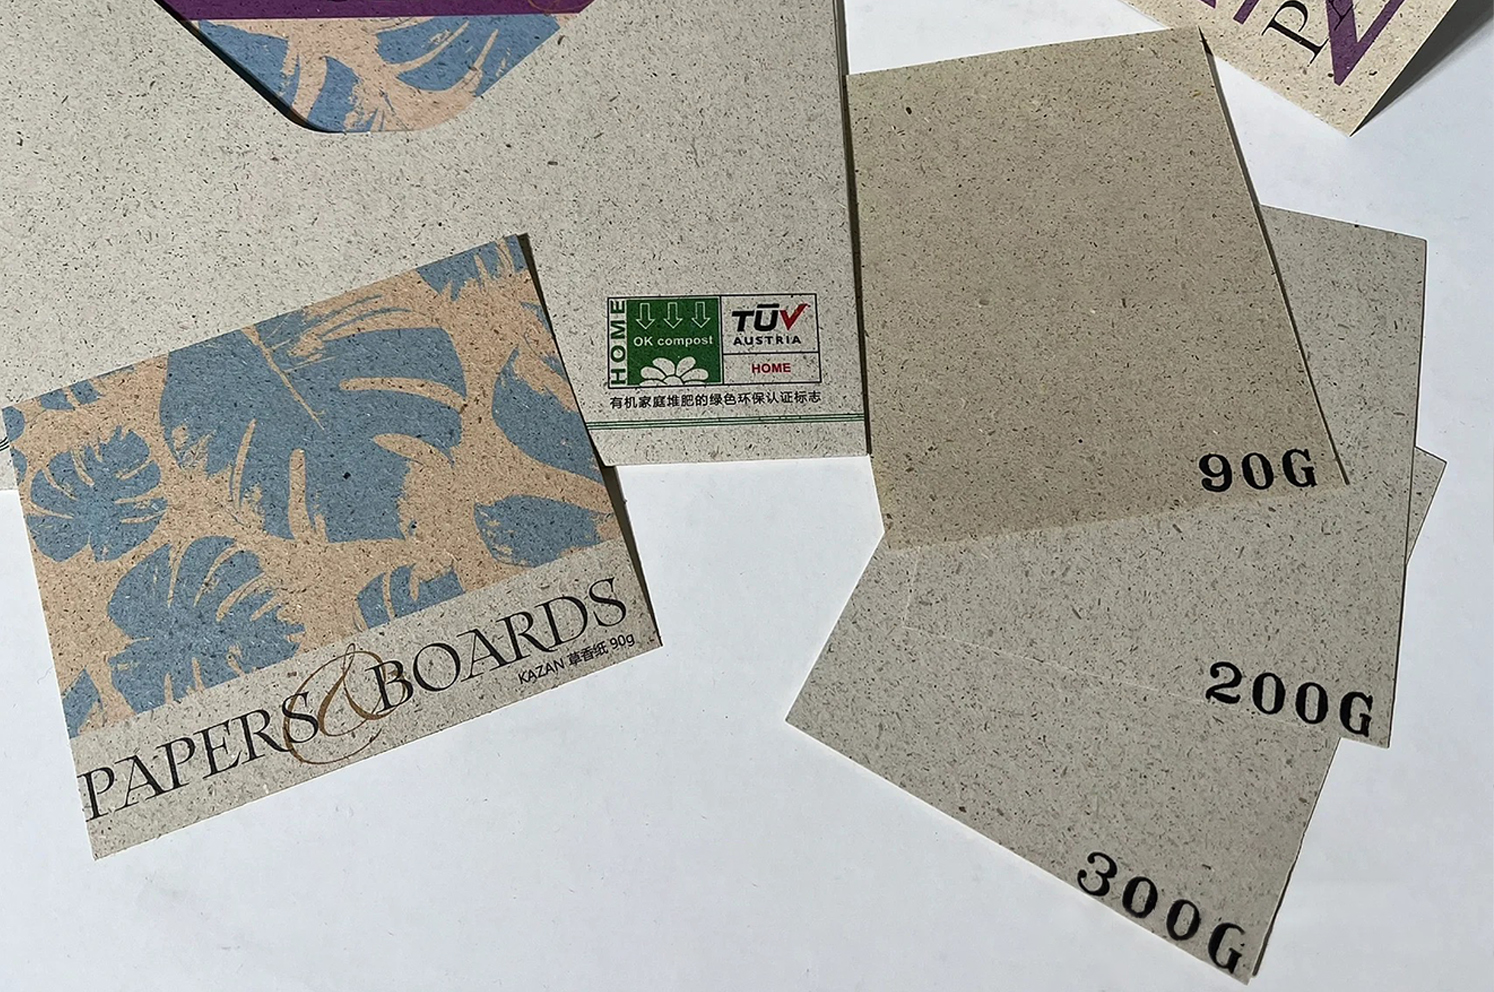 HOME
OK compost
TÜV
AUSTRIA
HOME
有机家庭堆肥的绿色环保认证标志
90G
200G
300G
PAPERS & BOARDS
KAZAN 草香纸 90g